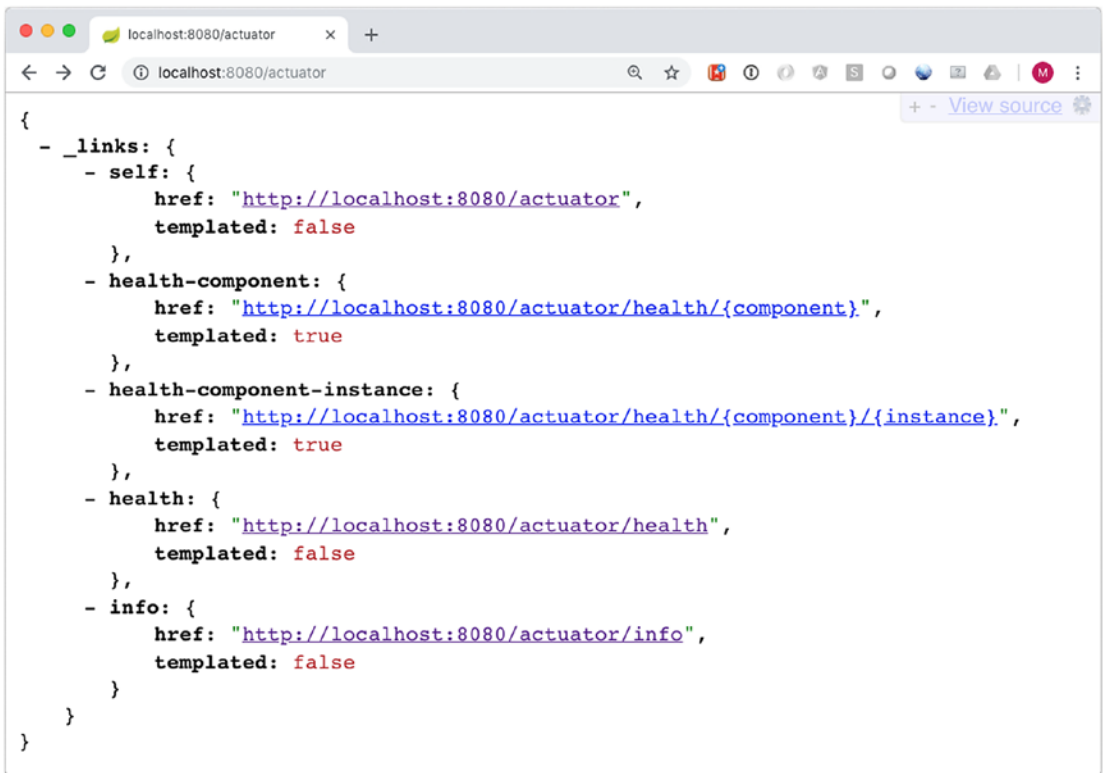 localhost:8080/actuator
localhost:8080/actuator
M
+ - View source
{
- _links: {
- self: {
href: "http://localhost:8080/actuator",
templated: false
},
- health-component: {
href: "http://localhost:8080/actuator/health/{component}",
templated: true
},
- health-component-instance: {
href: "http://localhost:8080/actuator/health/{component}/{instance}",
templated: true
},
- health: {
href: "http://localhost:8080/actuator/health",
templated: false
},
- info: {
href: "http://localhost:8080/actuator/info",
templated: false
}
}
}